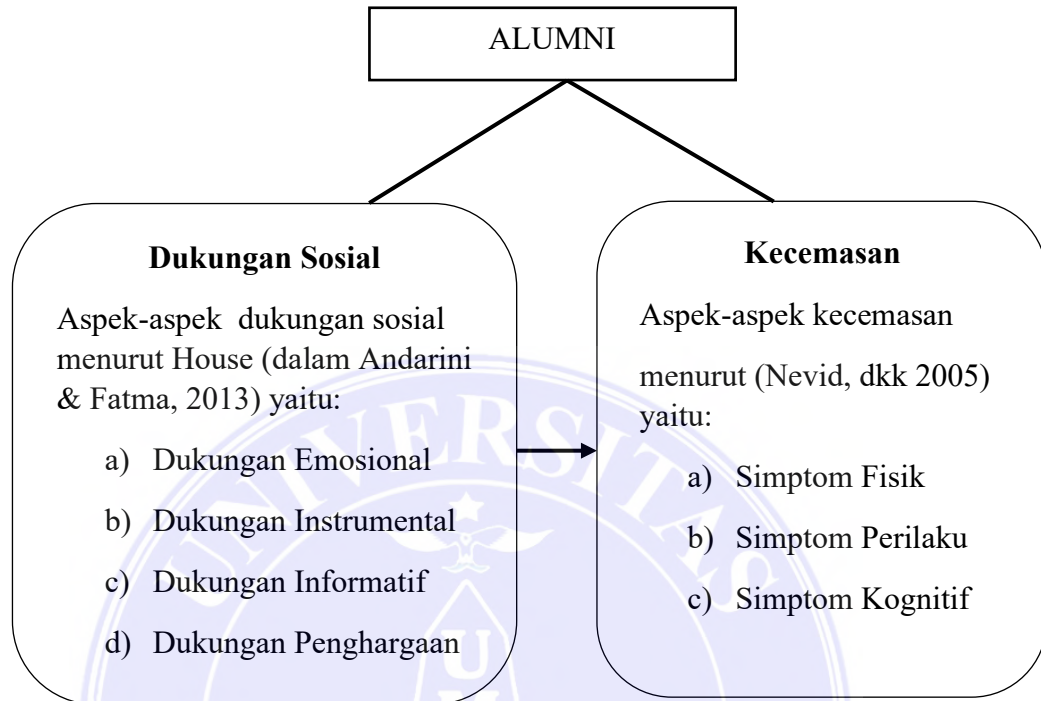 ALUMNI
Dukungan Sosial
Aspek-aspek dukungan sosial
menurut House (dalam Andarini
& Fatma, 2013) yaitu:
a) Dukungan Emosional
b) Dukungan Instrumental
c) Dukungan Informatif
d) Dukungan Penghargaan
Kecemasan
Aspek-aspek kecemasan
menurut (Nevid, dkk 2005)
yaitu:
a) Simptom Fisik
b) Simptom Perilaku
c) Simptom Kognitif
UNIVERSITAS
U